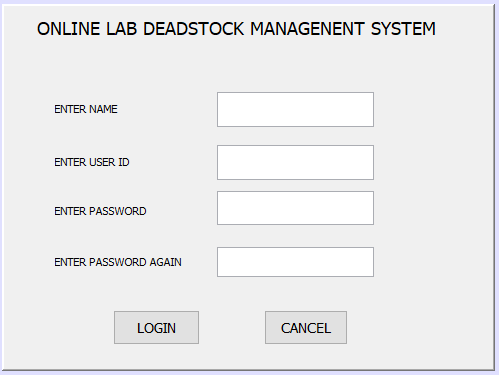 ONLINE LAB DEADSTOCK MANAGENENT SYSTEM
ENTER NAME
ENTER USER ID
ENTER PASSWORD
ENTER PASSWORD AGAIN
LOGIN CANCEL